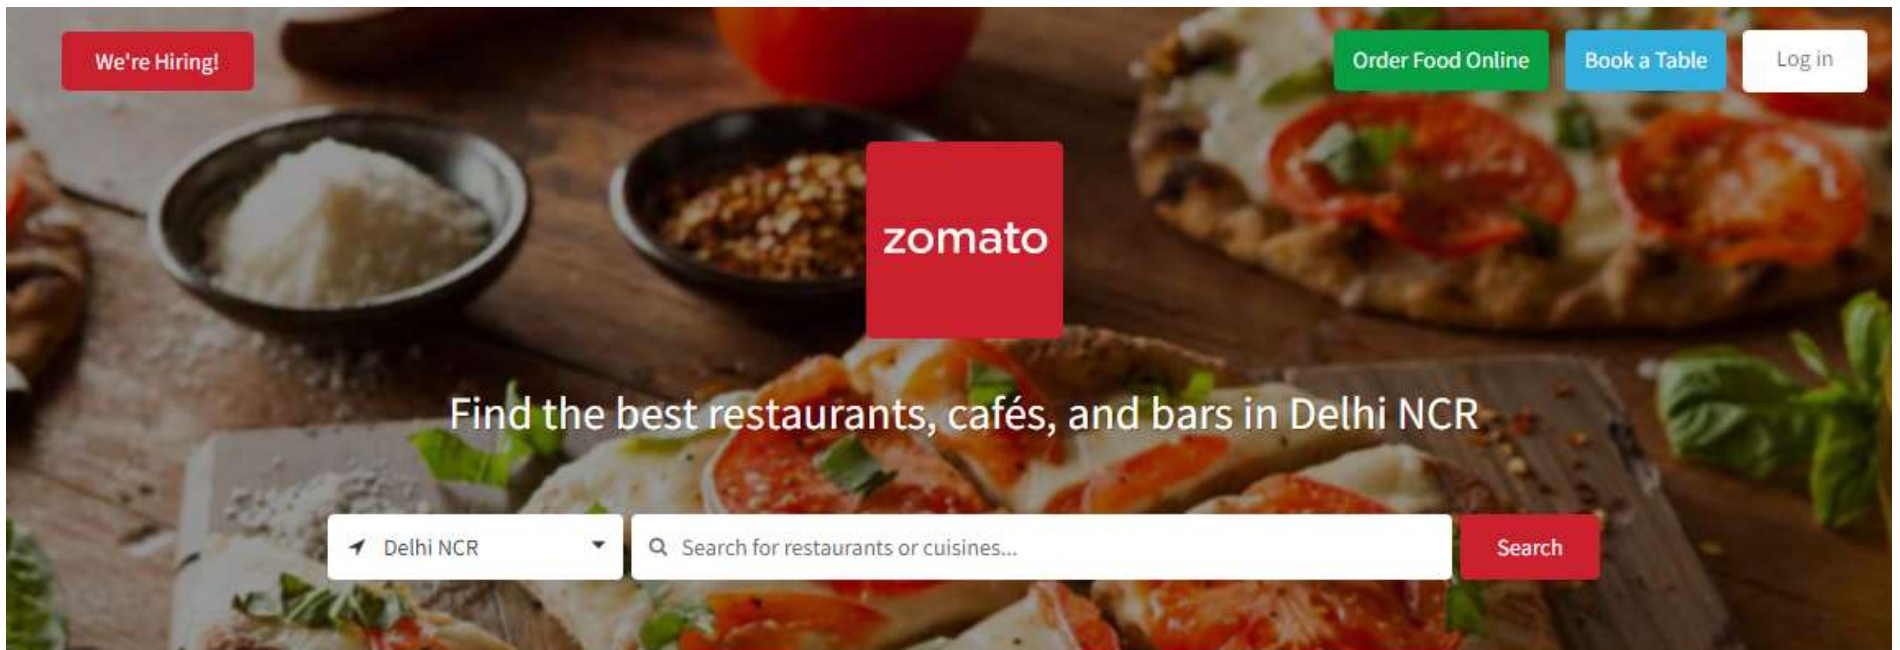 We're Hiring!
Order Food Online
Book a Table
Log in
zomato
Find the best restaurants, cafés, and bars in Delhi NCR
Delhi NCR
Search for restaurants or cuisines...
Search